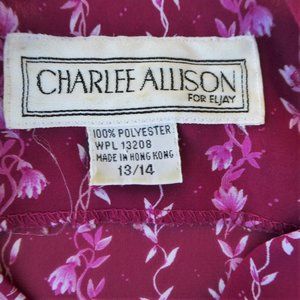 CHARLEE ALLISON
FOR ELJAY
100% POLYESTER
WPL 13208
MADE IN HONG KONG
13/14